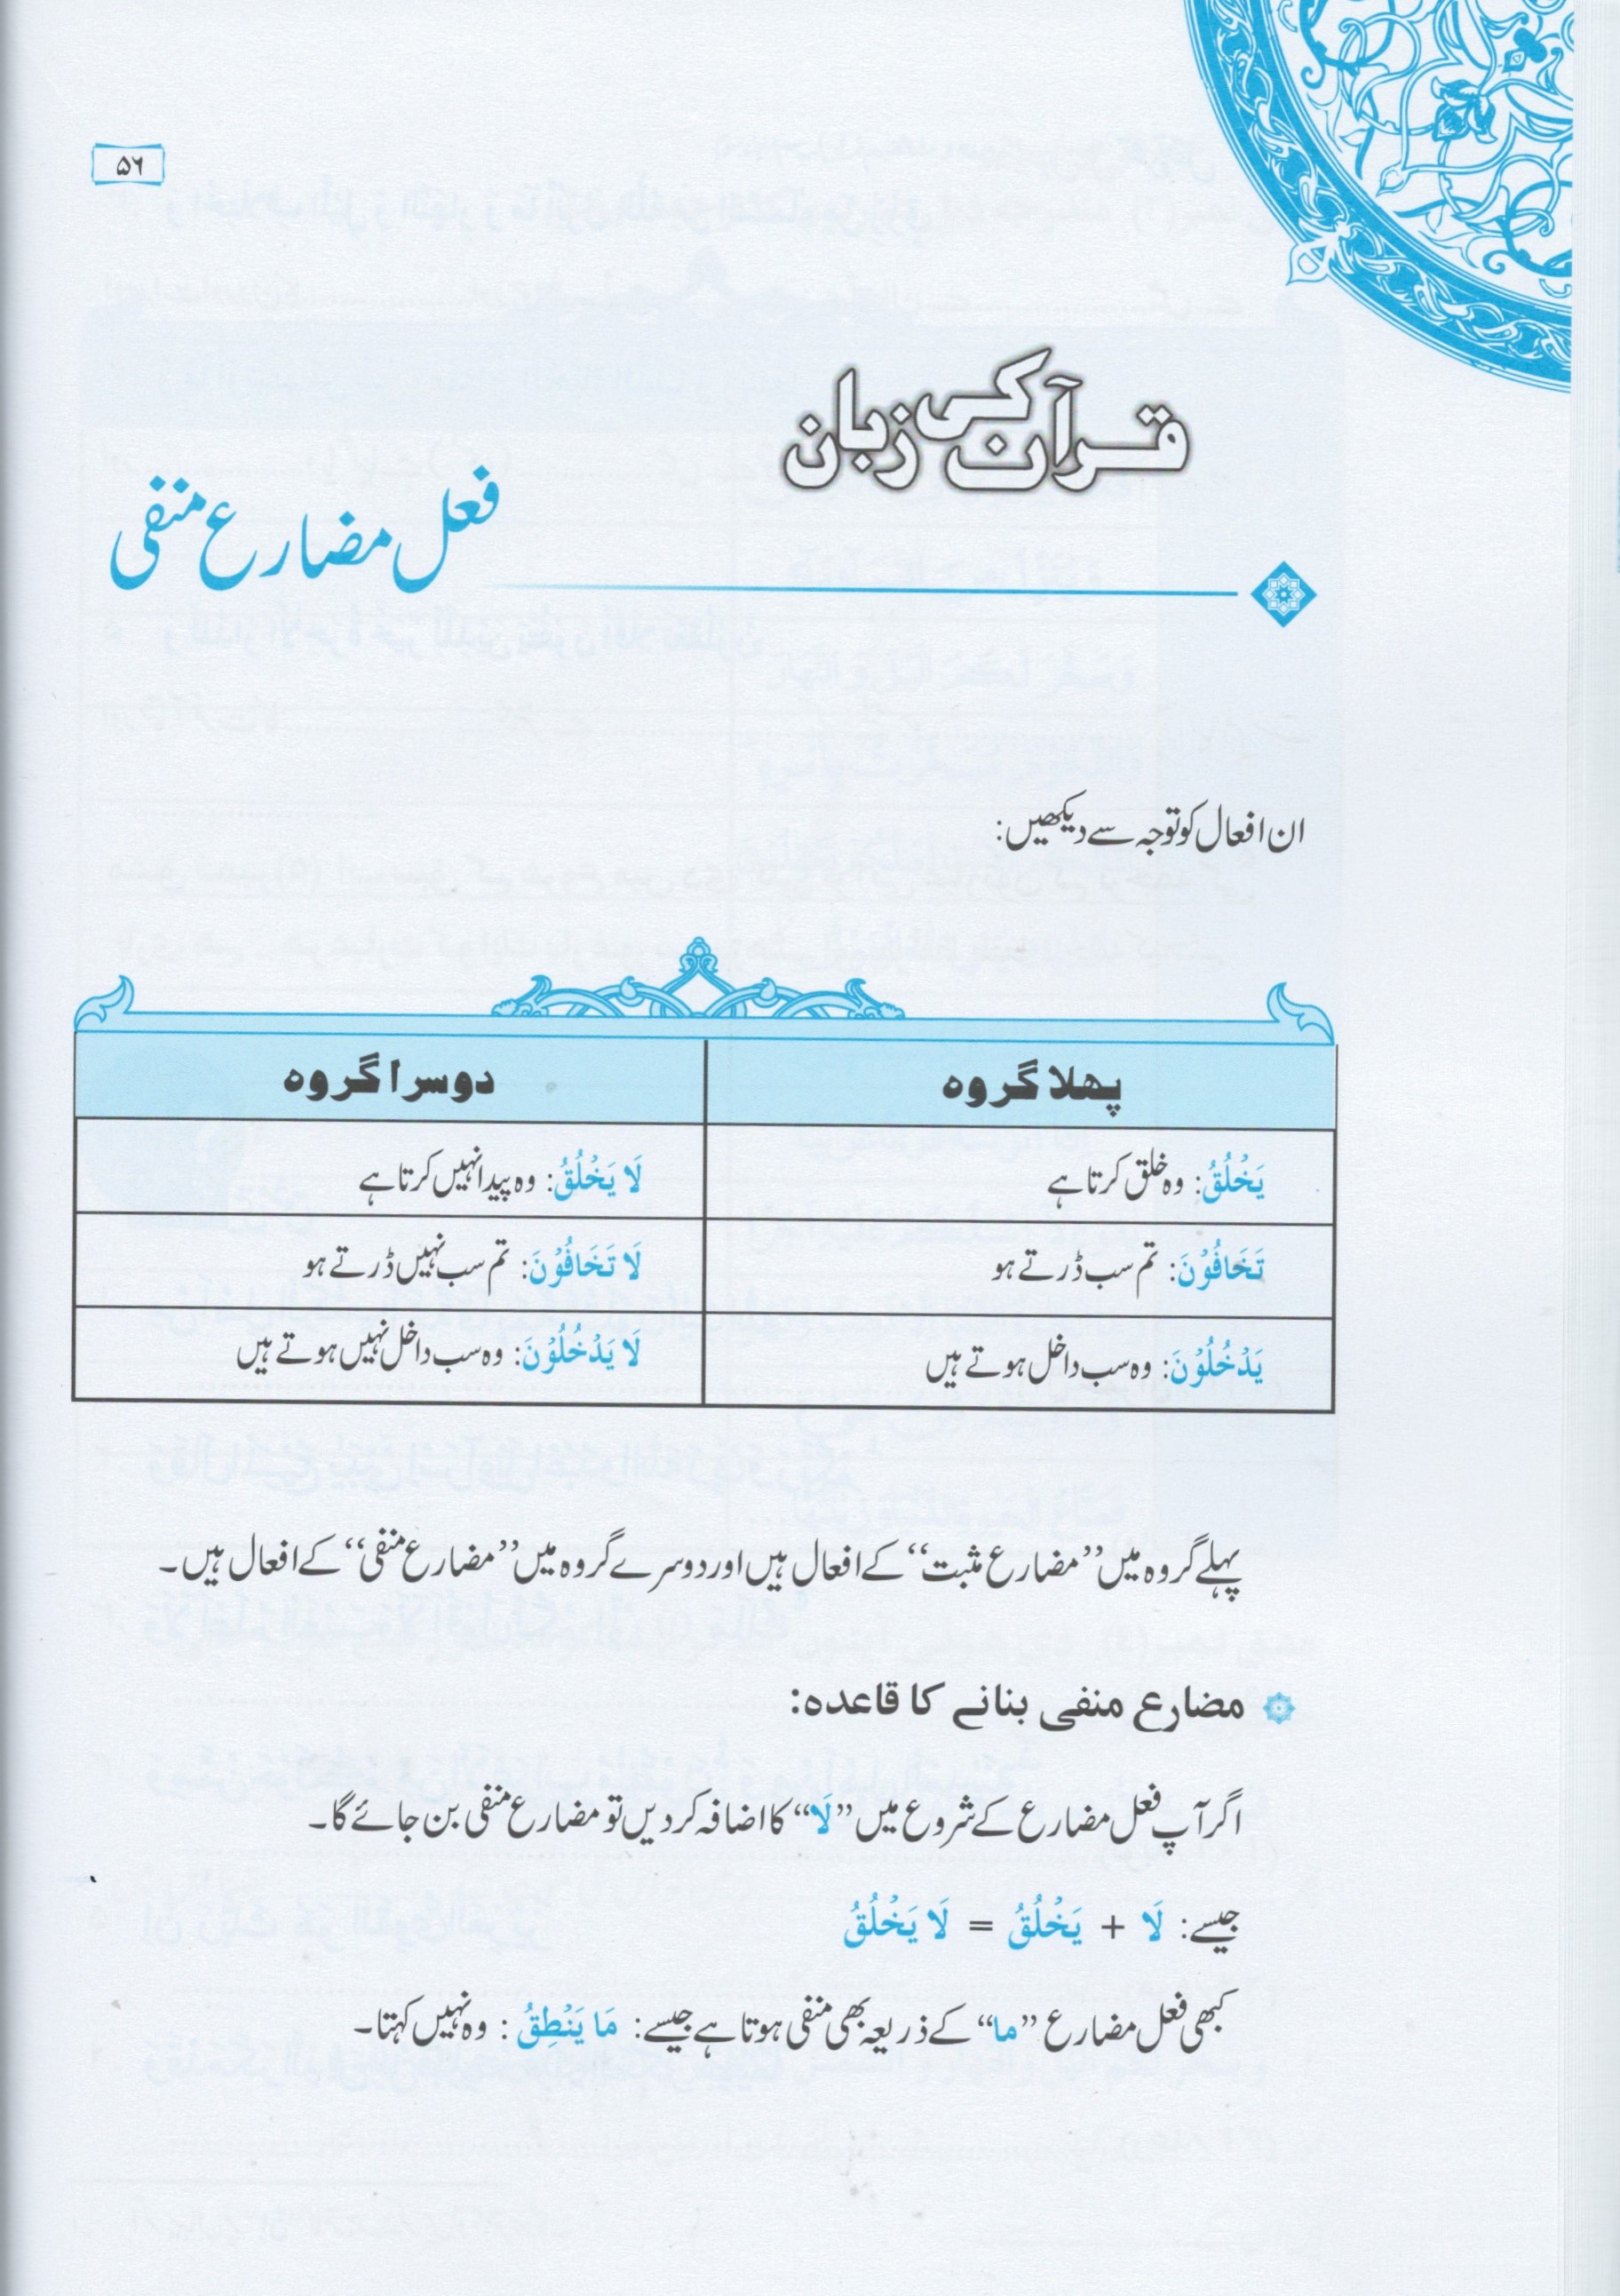 ۵٦
قرآن کی زبان
فعل مضارع منفی
ان افعال کو توجہ سے دیکھیں:
پہلا گروہ
دوسرا گروہ
يَخْلُقُ: وہ خلق کرتا ہے
لَا يَخْلُقُ: وہ پیدا نہیں کرتا ہے
تَخَافُوْنَ: تم سب ڈرتے ہو
لَا تَخَافُوْنَ: تم سب نہیں ڈرتے ہو
يَدْخُلُوْنَ: وہ سب داخل ہوتے ہیں
لَا يَدْخُلُوْنَ: وہ سب داخل نہیں ہوتے ہیں
پہلے گروہ میں ”مضارع مثبت“ کے افعال ہیں اور دوسرے گروہ میں ”مضارع منفی“ کے افعال ہیں۔
مضارع منفی بنانے کا قاعدہ:
اگر آپ فعل مضارع کے شروع میں ”لَا“ کا اضافہ کر دیں تو مضارع منفی بن جائے گا۔
جیسے: لَا + يَخْلُقُ = لَا يَخْلُقُ
کبھی فعل مضارع ”ما“ کے ذریعہ بھی منفی ہوتا ہے جیسے: مَا يَنْطِقُ : وہ نہیں کہتا۔